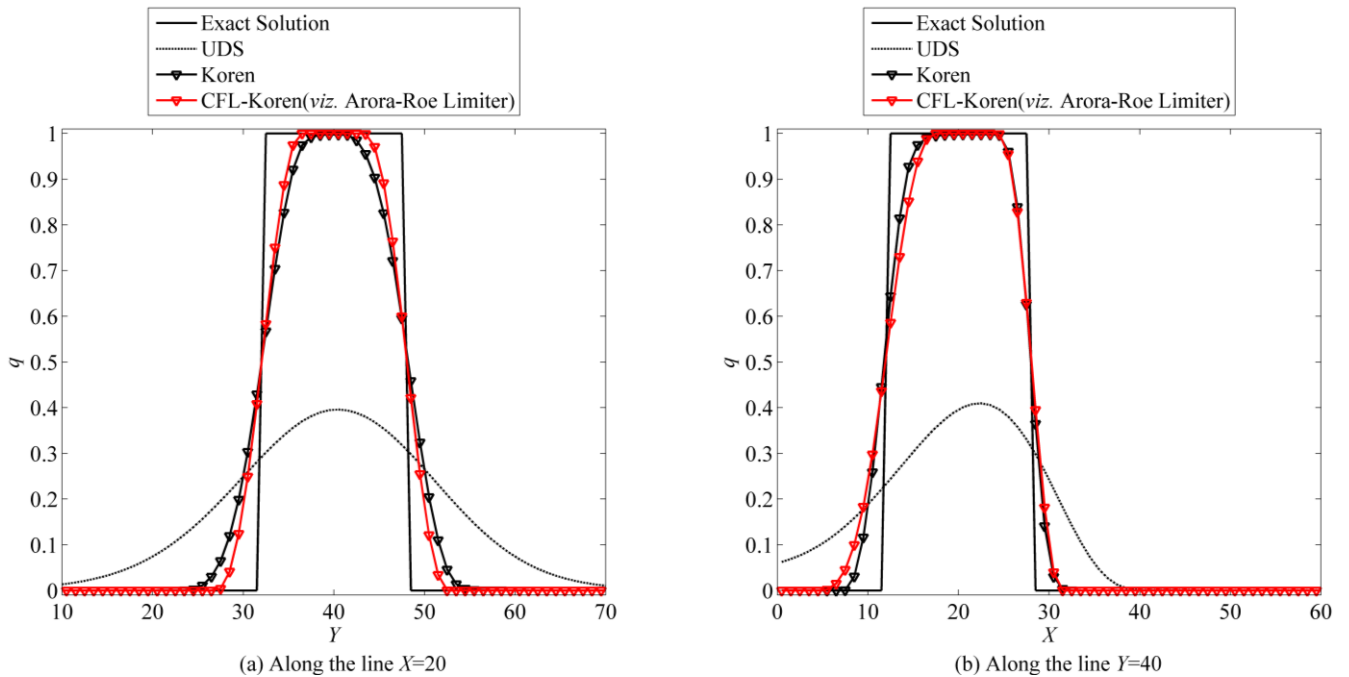 Exact Solution
UDS
Koren
CFL-Koren(viz. Arora-Roe Limiter)
1
0.9
0.8
0.7
0.6
0.5
0.4
0.3
0.2
0.1
0
q
10 20 30 40 50 60 70
Y
(a) Along the line X=20
Exact Solution
UDS
Koren
CFL-Koren(viz. Arora-Roe Limiter)
1
0.9
0.8
0.7
0.6
0.5
0.4
0.3
0.2
0.1
0
q
0 10 20 30 40 50 60
X
(b) Along the line Y=40